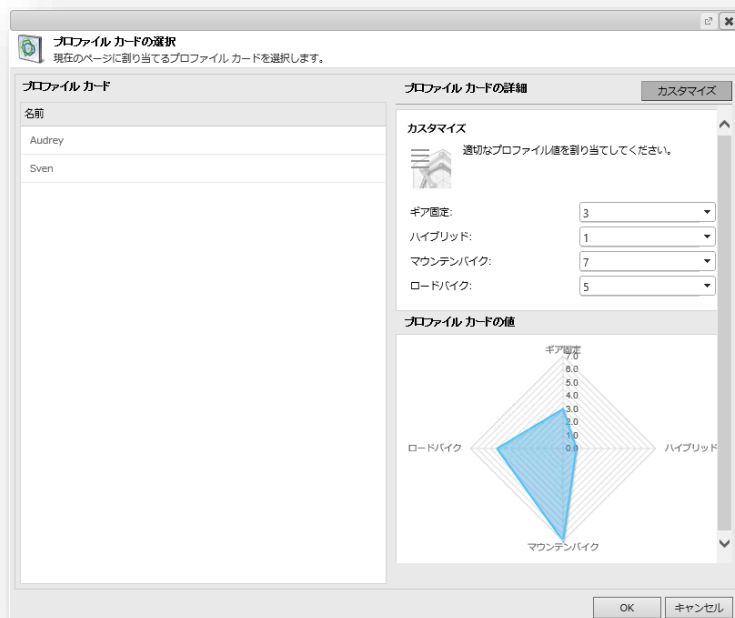 プロファイル カードの選択
現在のページに割り当てるプロファイル カードを選択します。
プロファイル カード
名前
Audrey
Sven
プロファイル カードの詳細
カスタマイズ
カスタマイズ
適切なプロファイル値を割り当てしてください。
ギア固定: 3
ハイブリッド: 1
マウンテンバイク: 7
ロードバイク: 5
プロファイル カードの値
ギア固定
7.0
6.0
5.0
4.0
3.0
2.0
1.0
0.0
ロードバイク
ハイブリッド
マウンテンバイク
OK
キャンセル